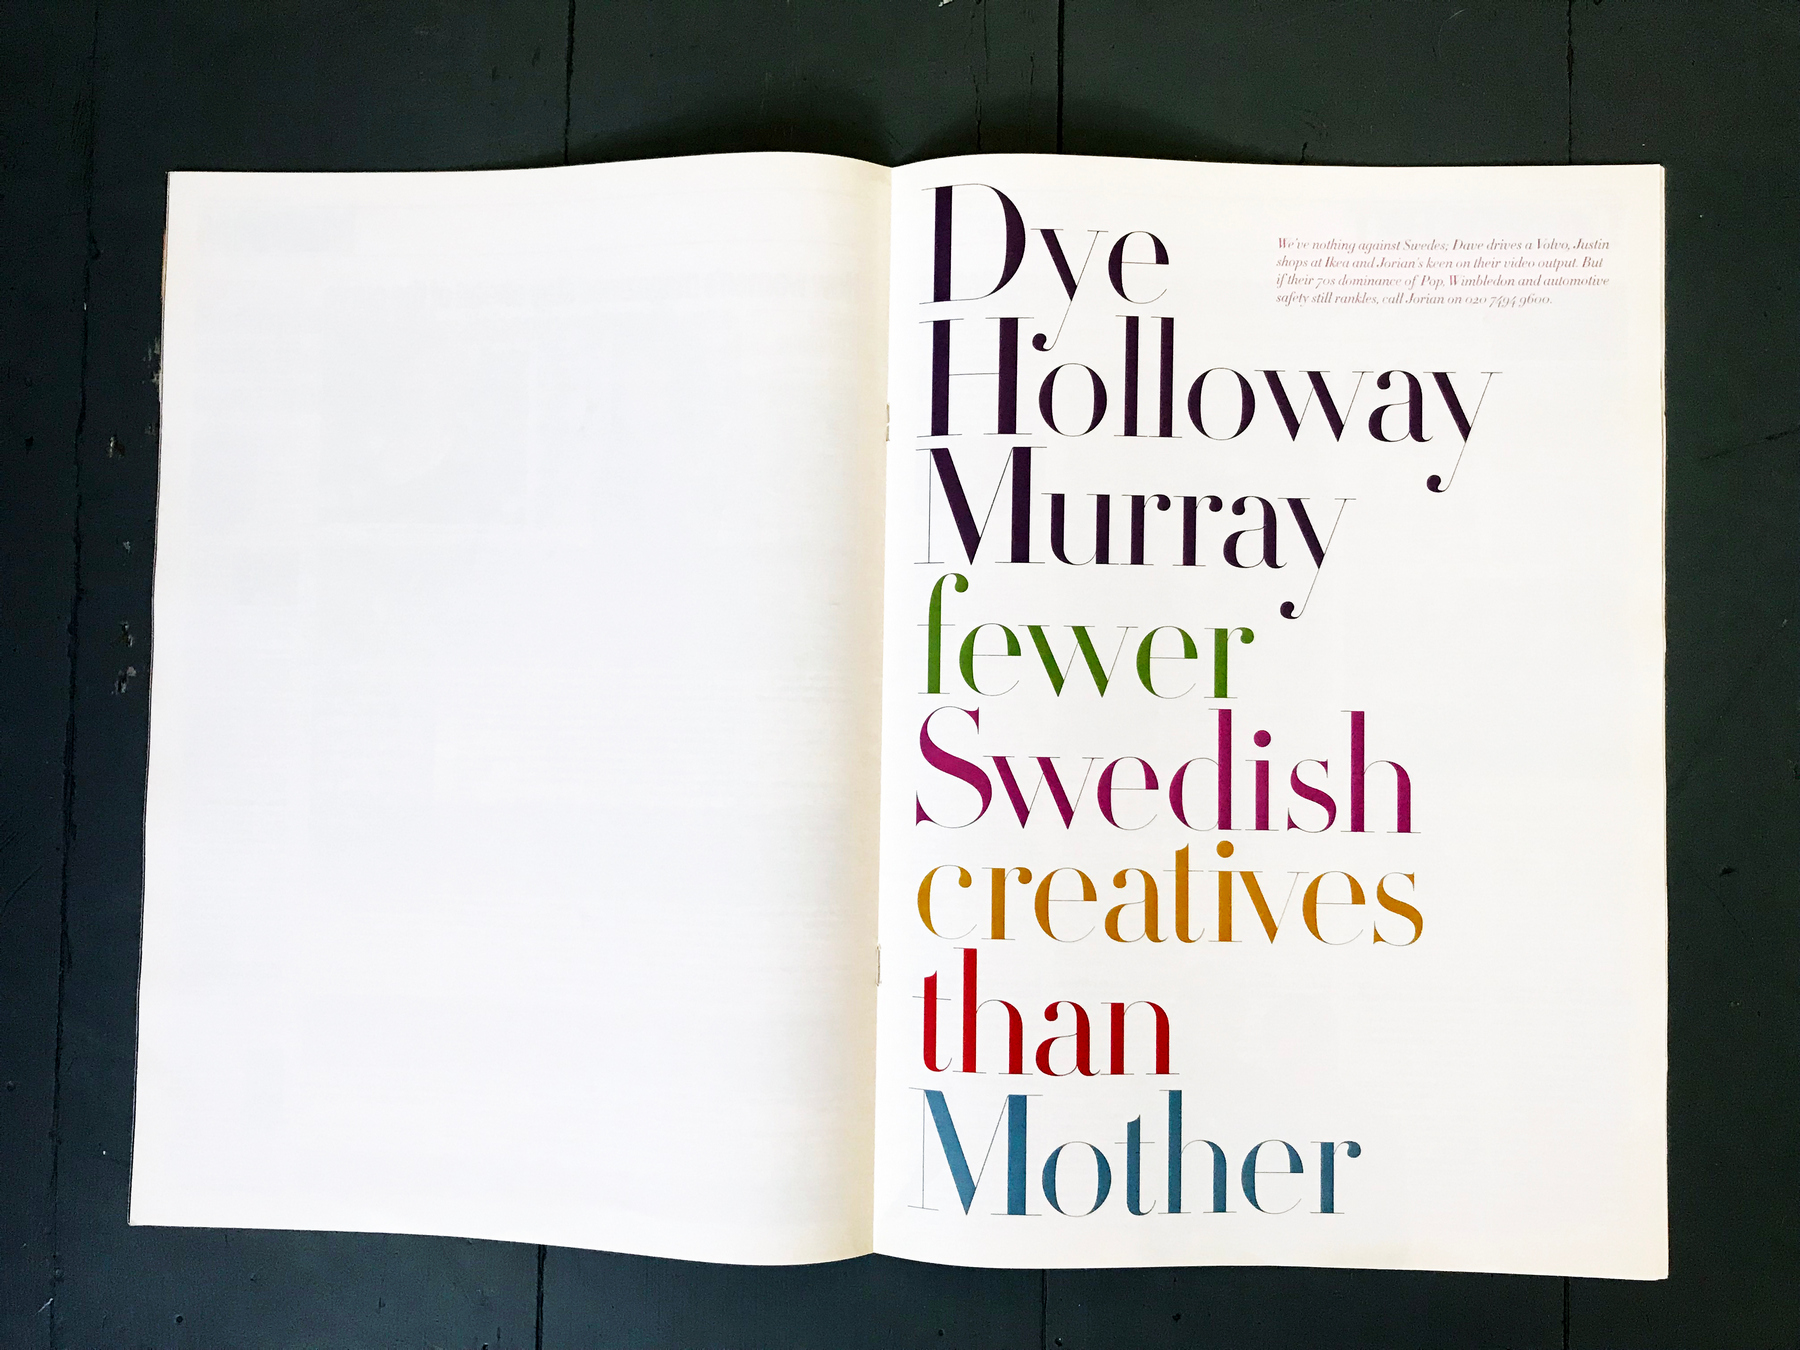 Dye
Holloway
Murray
fewer
Swedish
creatives
than
Mother
We've nothing against Swedes; Dave drives a Volvo, Justin
shops at Ikea and Jorian's keen on their video output. But
if their 70s dominance of Pop, Wimbledon and automotive
safety still rankles, call Jorian on 020 7494 9600.